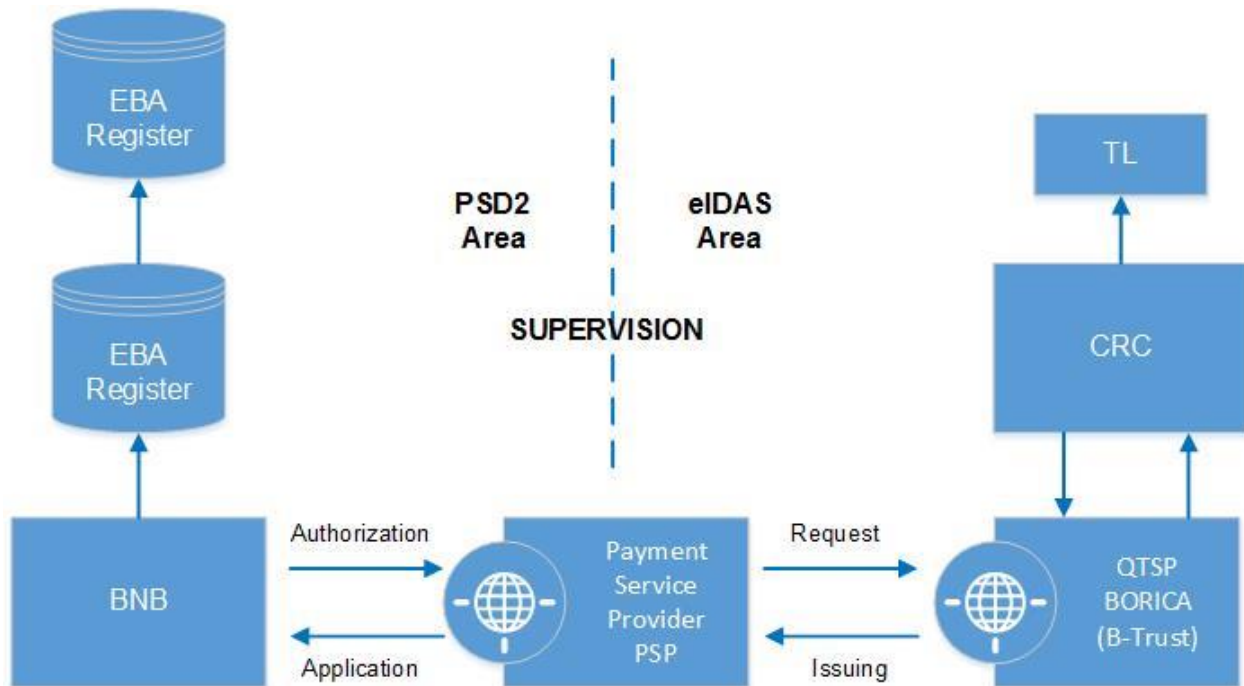 EBA
Register
TL
PSD2
Area
eIDAS
Area
EBA
Register
SUPERVISION
CRC
Authorization
Request
BNB
Payment
Service
Provider
PSP
QTSP
BORICA
(B-Trust)
Application
Issuing